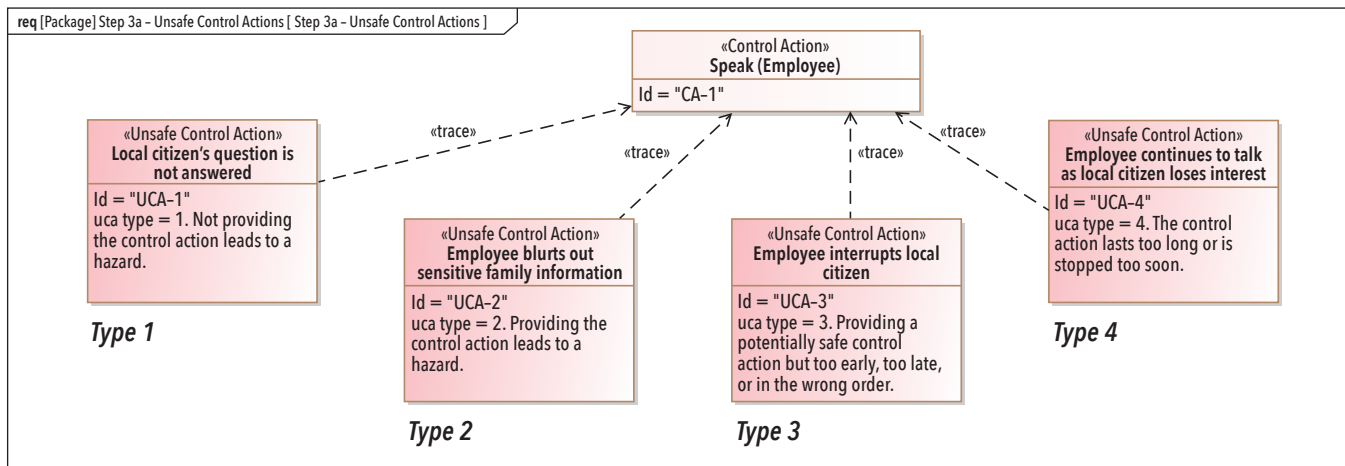 req [Package] Step 3a – Unsafe Control Actions [ Step 3a – Unsafe Control Actions ]
«Control Action»
Speak (Employee)
Id = "CA–1"
«trace»
«trace»
«trace»
«trace»
«Unsafe Control Action»
Local citizen’s question is
not answered
Id = "UCA–1"
uca type = 1. Not providing
the control action leads to a
hazard.
Type 1
«Unsafe Control Action»
Employee blurts out
sensitive family information
Id = "UCA–2"
uca type = 2. Providing the
control action leads to a
hazard.
Type 2
«Unsafe Control Action»
Employee interrupts local
citizen
Id = "UCA–3"
uca type = 3. Providing a
potentially safe control
action but too early, too late,
or in the wrong order.
Type 3
«Unsafe Control Action»
Employee continues to talk
as local citizen loses interest
Id = "UCA–4"
uca type = 4. The control
action lasts too long or is
stopped too soon.
Type 4